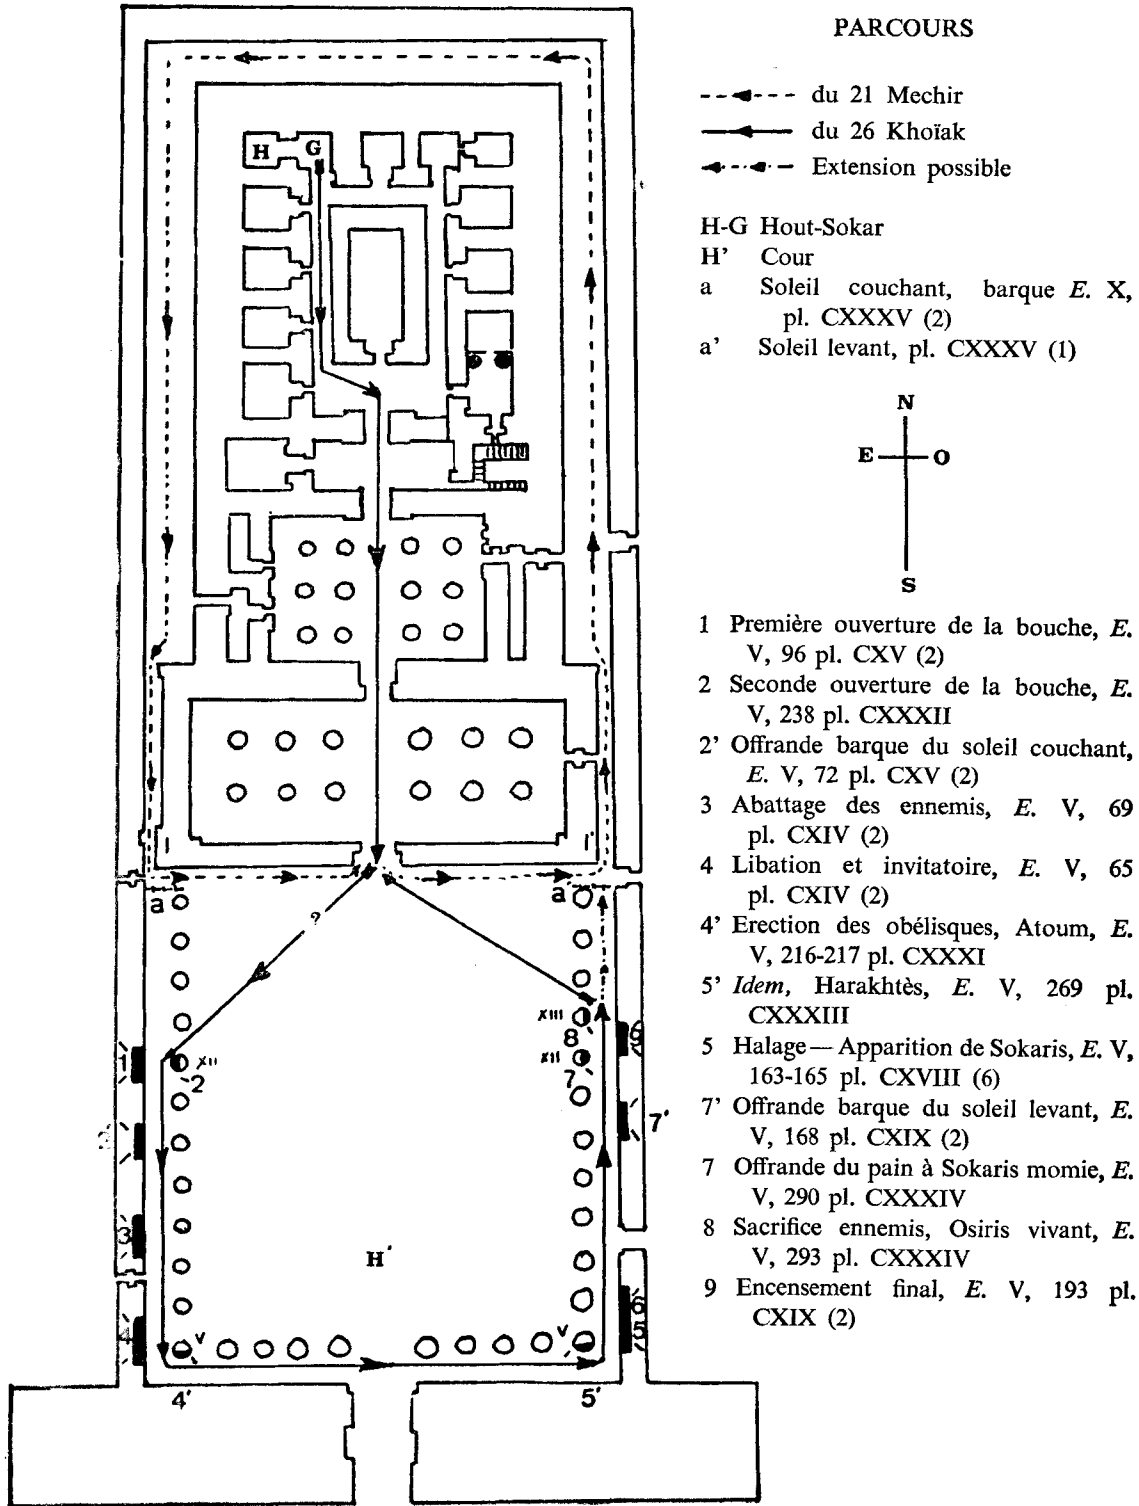 PARCOURS
du 21 Mechir
du 26 Khoïak
Extension possible
H-G Hout-Sokar
H' Cour
a Soleil couchant, barque E. X,
pl. CXXXV (2)
a' Soleil levant, pl. CXXXV (1)
N
E O
S
1 Première ouverture de la bouche, E.
V, 96 pl. CXV (2)
2 Seconde ouverture de la bouche, E.
V, 238 pl. CXXXII
2' Offrande barque du soleil couchant,
E. V, 72 pl. CXV (2)
3 Abattage des ennemis, E. V, 69
pl. CXIV (2)
4 Libation et invitatoire, E. V, 65
pl. CXIV (2)
4' Erection des obélisques, Atoum, E.
V, 216-217 pl. CXXXI
5' Idem, Harakhtès, E. V, 269 pl.
CXXXIII
5 Halage — Apparition de Sokaris, E. V,
163-165 pl. CXVIII (6)
7' Offrande barque du soleil levant, E.
V, 168 pl. CXIX (2)
7 Offrande du pain à Sokaris momie, E.
V, 290 pl. CXXXIV
8 Sacrifice ennemis, Osiris vivant, E.
V, 293 pl. CXXXIV
9 Encensement final, E. V, 193 pl.
CXIX (2)
H G
I I'
a a'
?
XIII
8
1 XII XII
2 7
7'
3
H'
6
4 V V 5
4' 5'